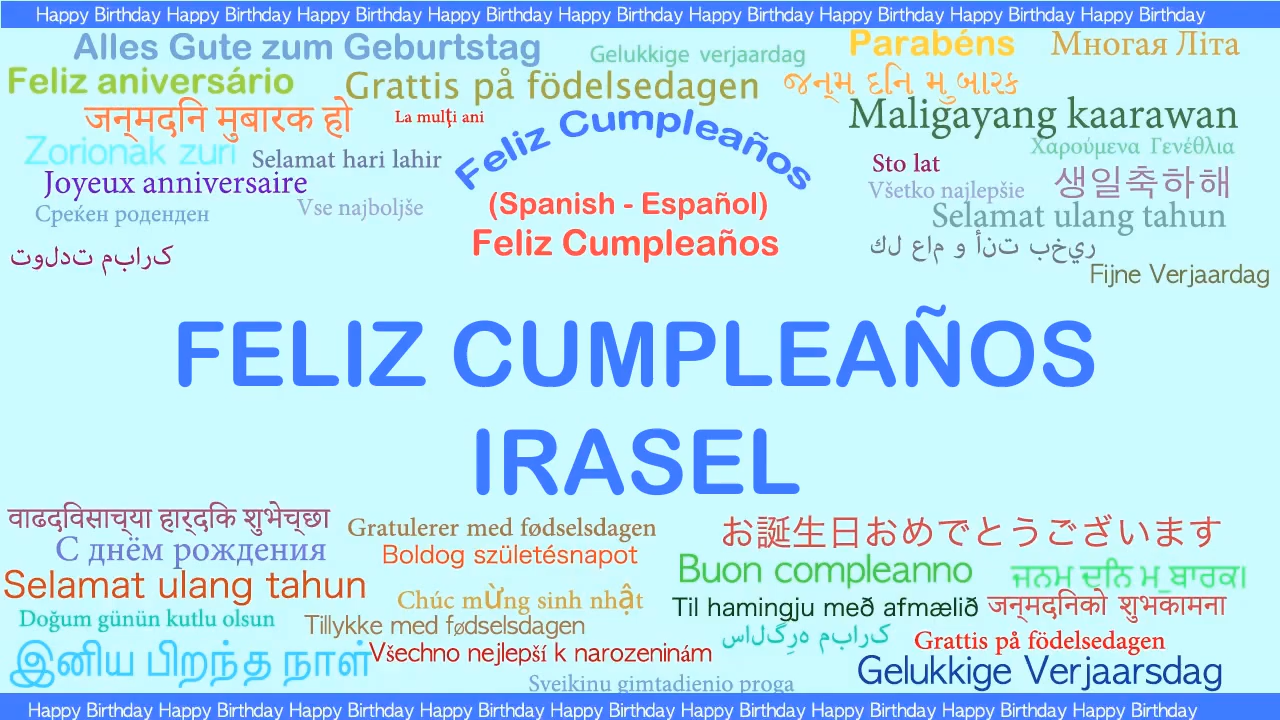 Happy Birthday Happy Birthday Happy Birthday Happy Birthday Happy Birthday Happy Birthday Happy Birthday Happy Birthday Happy Birthday
Alles Gute zum Geburtstag
Gelukkige verjaardag
Parabéns
Многая Літа
Feliz aniversário
Grattis på födelsedagen
જન્મ દિન મુબારક
जन्मदिन मुबारक हो
La mulţi ani
Feliz Cumpleaños
Maligayang kaarawan
Zorionak zuri
Selamat hari lahir
Sto lat
Χαρούμενα Γενέθλια
Joyeux anniversaire
(Spanish - Español)
Všetko najlepšie
생일축하해
Среќен роденден
Vse najboljše
Selamat ulang tahun
Feliz Cumpleaños
تولدت مبارک
كل عام و أنت بخير
Fijne Verjaardag
FELIZ CUMPLEAÑOS
IRASEL
वाढदिवसाच्या हार्दिक शुभेच्छा
Gratulerer med fødselsdagen
お誕生日おめでとうございます
С днём рождения
Boldog születésnapot
Buon compleanno
ਜਨਮ ਦਿਨ ਮੁਬਾਰਕ।
Selamat ulang tahun
Chúc mừng sinh nhật
Til hamingju með afmælið
जन्मदिनको शुभकामना
Doğum günün kutlu olsun
Tillykke med fødselsdagen
سالگرہ مبارک
Grattis på födelsedagen
இனிய பிறந்த நாள்
Všechno nejlepší k narozeninám
Gelukkige Verjaarsdag
Sveikinu gimtadienio proga
Happy Birthday Happy Birthday Happy Birthday Happy Birthday Happy Birthday Happy Birthday Happy Birthday Happy Birthday Happy Birthday